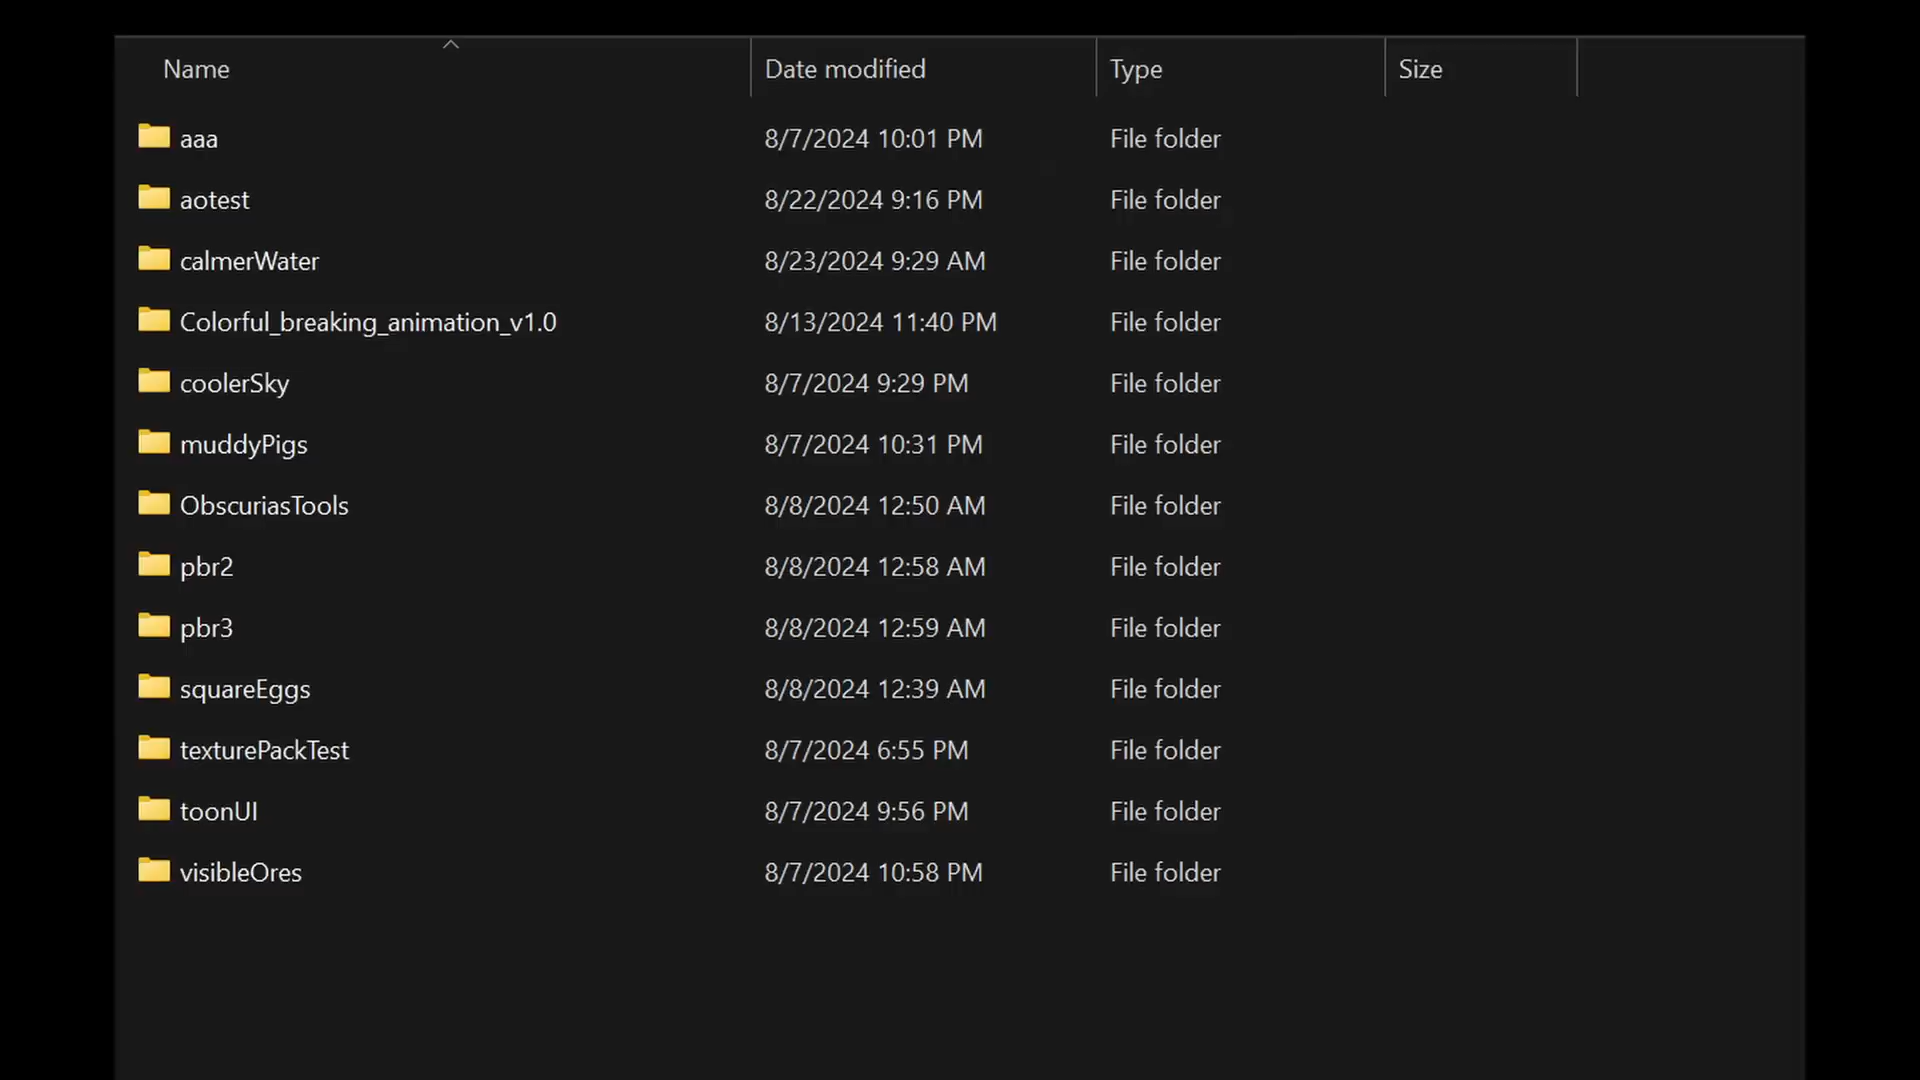 Name Date modified Type Size
aaa 8/7/2024 10:01 PM File folder
aotest 8/22/2024 9:16 PM File folder
calmerWater 8/23/2024 9:29 AM File folder
Colorful_breaking_animation_v1.0 8/13/2024 11:40 PM File folder
coolerSky 8/7/2024 9:29 PM File folder
muddyPigs 8/7/2024 10:31 PM File folder
ObscuriasTools 8/8/2024 12:50 AM File folder
pbr2 8/8/2024 12:58 AM File folder
pbr3 8/8/2024 12:59 AM File folder
squareEggs 8/8/2024 12:39 AM File folder
texturePackTest 8/7/2024 6:55 PM File folder
toonUI 8/7/2024 9:56 PM File folder
visibleOres 8/7/2024 10:58 PM File folder